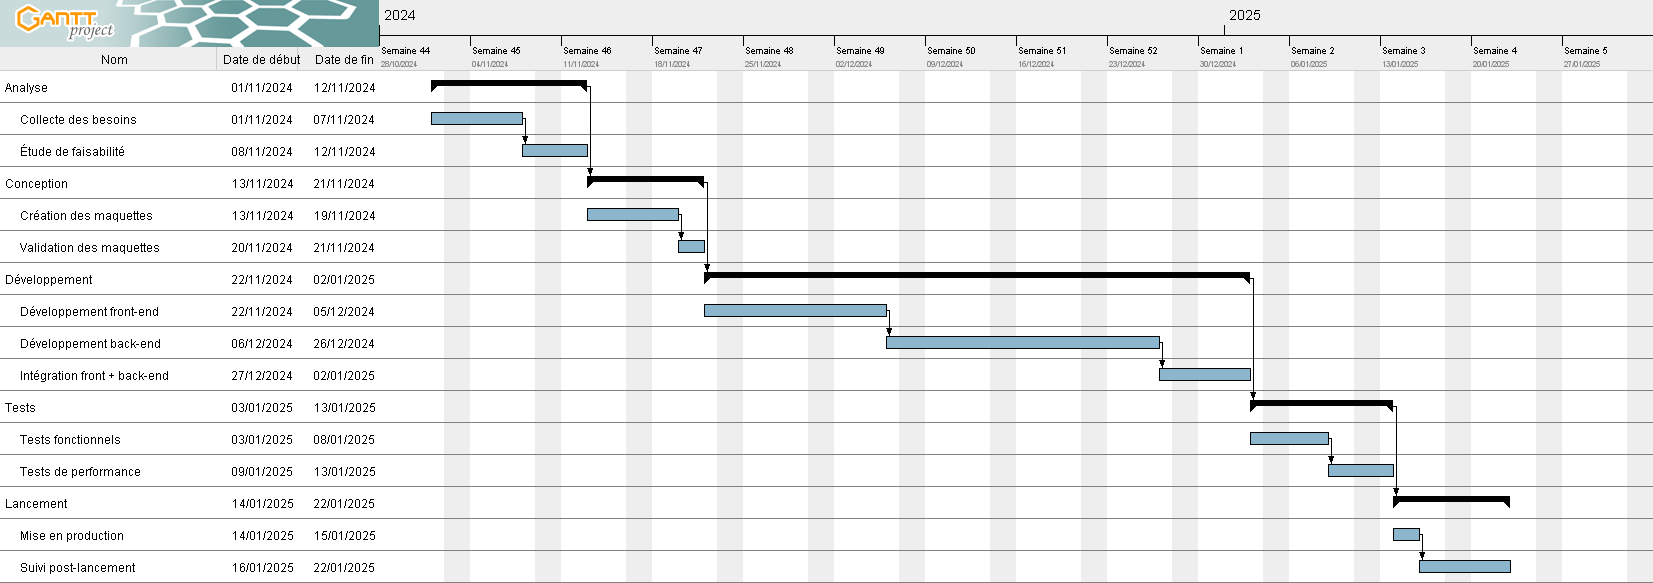 GANTT project
2024 2025
Semaine 44 Semaine 45 Semaine 46 Semaine 47 Semaine 48 Semaine 49 Semaine 50 Semaine 51 Semaine 52 Semaine 1 Semaine 2 Semaine 3 Semaine 4 Semaine 5
28/10/2024 04/11/2024 11/11/2024 18/11/2024 25/11/2024 02/12/2024 09/12/2024 16/12/2024 23/12/2024 30/12/2024 06/01/2025 13/01/2025 20/01/2025 27/01/2025
Nom Date de début Date de fin
Analyse 01/11/2024 12/11/2024
Collecte des besoins 01/11/2024 07/11/2024
Étude de faisabilité 08/11/2024 12/11/2024
Conception 13/11/2024 21/11/2024
Création des maquettes 13/11/2024 19/11/2024
Validation des maquettes 20/11/2024 21/11/2024
Développement 22/11/2024 02/01/2025
Développement front-end 22/11/2024 05/12/2024
Développement back-end 06/12/2024 26/12/2024
Intégration front + back-end 27/12/2024 02/01/2025
Tests 03/01/2025 13/01/2025
Tests fonctionnels 03/01/2025 08/01/2025
Tests de performance 09/01/2025 13/01/2025
Lancement 14/01/2025 22/01/2025
Mise en production 14/01/2025 15/01/2025
Suivi post-lancement 16/01/2025 22/01/2025